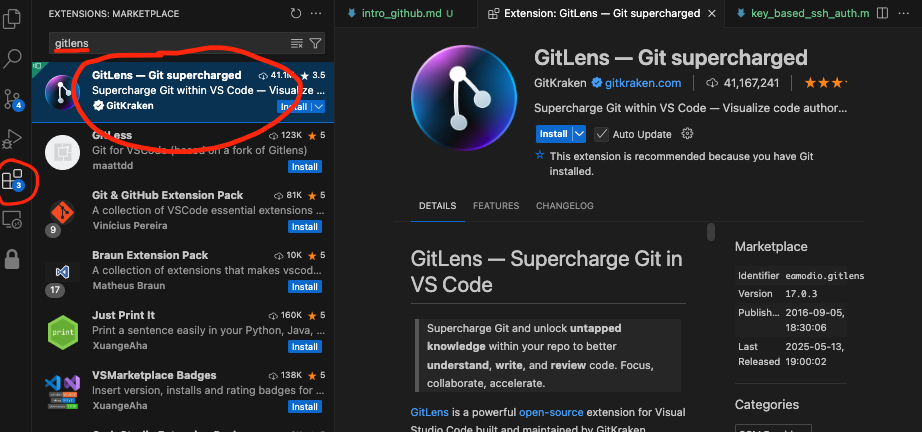 EXTENSIONS: MARKETPLACE
gitlens
GitLens — Git supercharged 41.1M 3.5
Supercharge Git within VS Code — Visualize ...
GitKraken Install
GitLess 123K 5
Git for VSCode (based on a fork of Gitlens)
maattdd Install
Git & GitHub Extension Pack 81K 5
A collection of VSCode essential extensions ...
9 Vinícius Pereira Install
Braun Extension Pack 10K 5
A collection of extensions that makes vscod...
17 Matheus Braun Install
Just Print It 160K 5
print Print a sentence easily in your Python, Java, ...
XuangeAha Install
VSMarketplace Badges 138K 5
Insert version, installs and rating badges for ...
XuangeAha Install
4
3
intro_github.md U
Extension: GitLens — Git supercharged
key_based_ssh_auth.m
GitLens — Git supercharged
GitKraken gitkraken.com 41,167,241
Supercharge Git within VS Code — Visualize code author...
Install Auto Update
This extension is recommended because you have Git
installed.
DETAILS FEATURES CHANGELOG
GitLens — Supercharge Git in
VS Code
Supercharge Git and unlock untapped
knowledge within your repo to better
understand, write, and review code. Focus,
collaborate, accelerate.
GitLens is a powerful open-source extension for Visual
Studio Code built and maintained by GitKraken
Marketplace
Identifier eamodio.gitlens
Version 17.0.3
Publish... 2016-09-05,
18:30:06
Last 2025-05-13,
Released 19:00:02
Categories